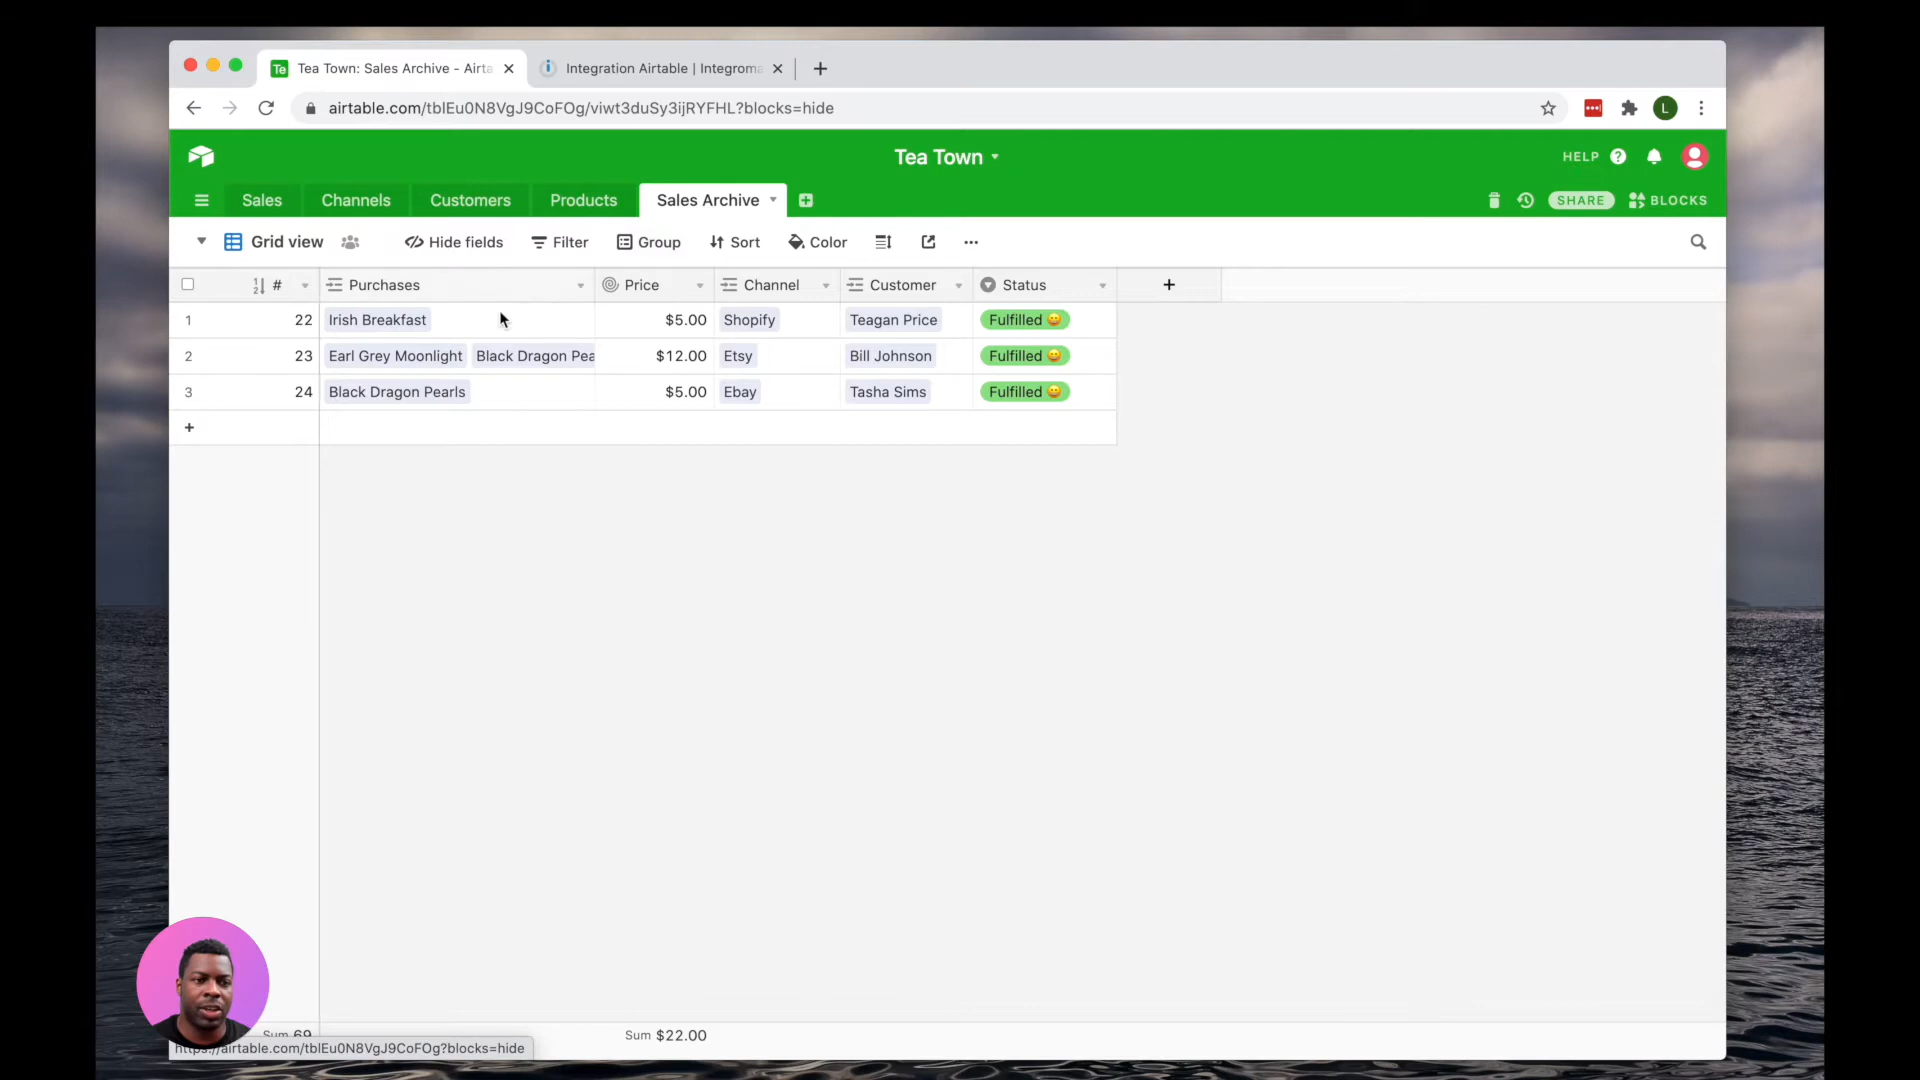 Te Tea Town: Sales Archive - Airta
Integration Airtable | Integroma
airtable.com/tblEu0N8VgJ9CoFOg/viwt3duSy3ijRYFHL?blocks=hide
L
Tea Town
HELP
Sales Channels Customers Products Sales Archive
SHARE BLOCKS
Grid view Hide fields Filter Group Sort Color
# Purchases Price Channel Customer Status
1 22 Irish Breakfast $5.00 Shopify Teagan Price Fulfilled 😀
2 23 Earl Grey Moonlight Black Dragon Pea $12.00 Etsy Bill Johnson Fulfilled 😀
3 24 Black Dragon Pearls $5.00 Ebay Tasha Sims Fulfilled 😀
Sum 69 Sum $22.00
https://airtable.com/tblEu0N8VgJ9CoFOg?blocks=hide